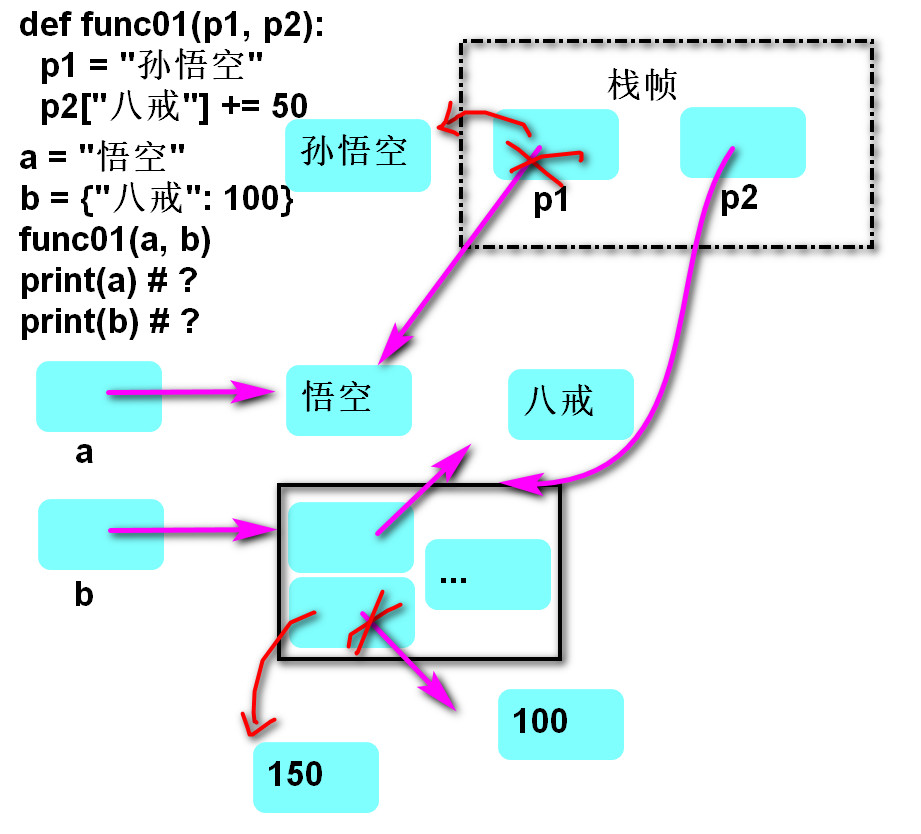 def func01(p1, p2):
p1 = "孙悟空"
p2["八戒"] += 50
a = "悟空"
b = {"八戒": 100}
func01(a, b)
print(a) # ?
print(b) # ?
栈帧
孙悟空
p1
p2
悟空
八戒
a
...
b
100
150